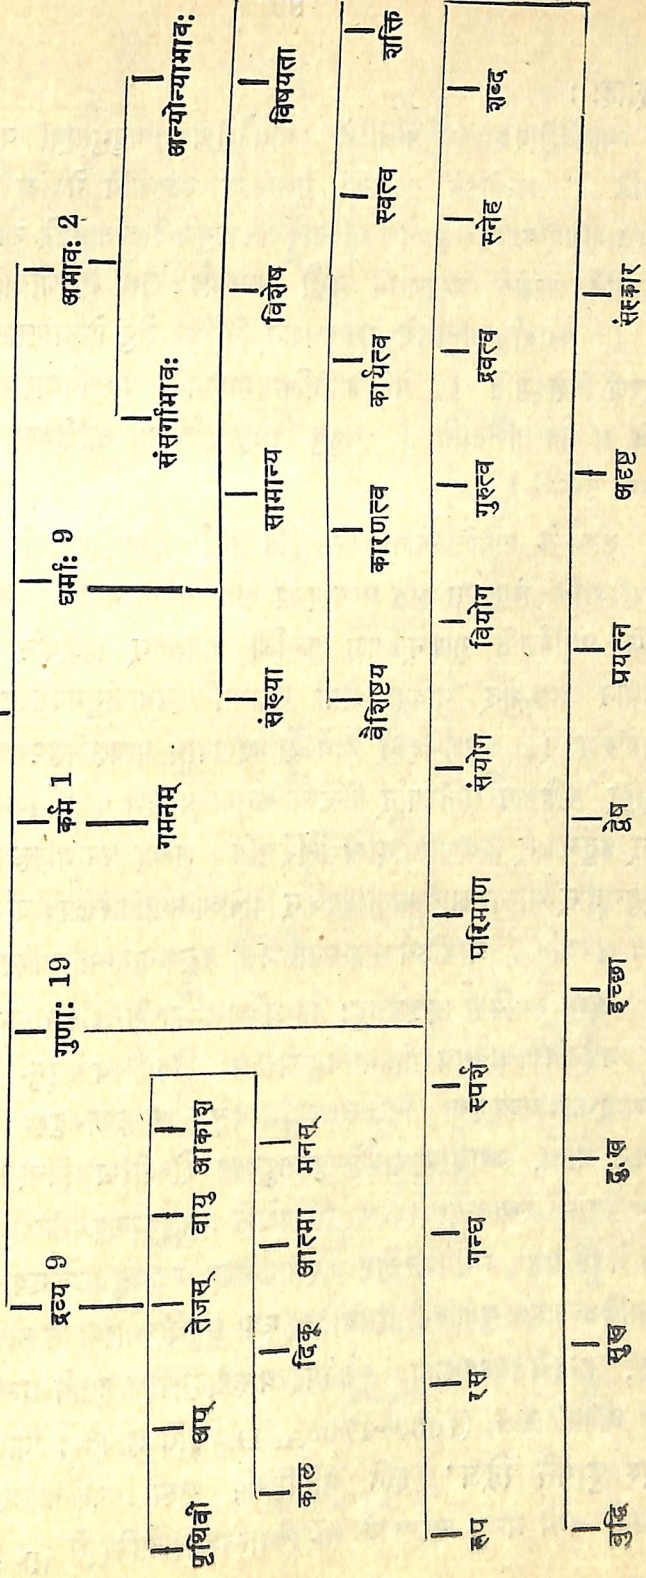 द्रव्य 9 गुणाः 19 कर्म 1 धर्माः 9 अभावः 2
पृथिवी अप् तेजस् वायु आकाश गमनम् संसर्गाभावः अन्योन्याभावः
काल दिक् आत्मा मनस् संख्या सामान्य विशेष विषयता
वैशिष्ट्य कारणत्व कार्यत्व स्वत्व शक्ति
रूप रस गन्ध स्पर्श परिमाण संयोग वियोग गुरुत्व द्रवत्व स्नेह शब्द
बुद्धि सुख दुःख इच्छा द्वेष प्रयत्न अदृष्ट संस्कार